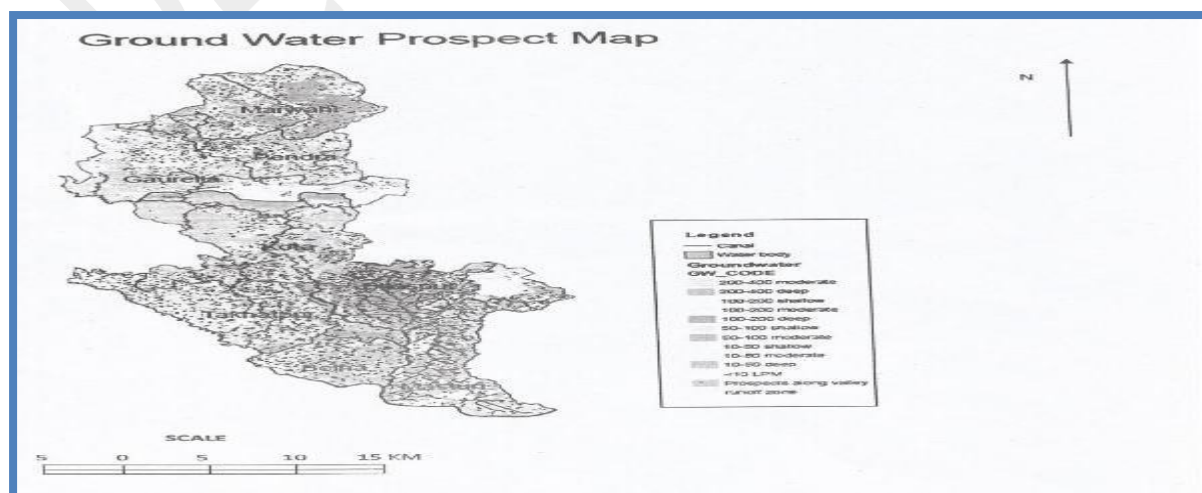 Ground Water Prospect Map
N
Marwahi
Pendra
Gaurella
Kota
Takhatpur
Masturi
Legend
Canal
Water body
Groundwater
GW_CODE
200-400 moderate
200-400 deep
100-200 shallow
100-200 moderate
100-200 deep
50-100 shallow
50-100 moderate
10-50 shallow
10-50 moderate
10-50 deep
<10 LPM
Prospects along valley
runoff zone
SCALE
5 0 5 10 15 KM